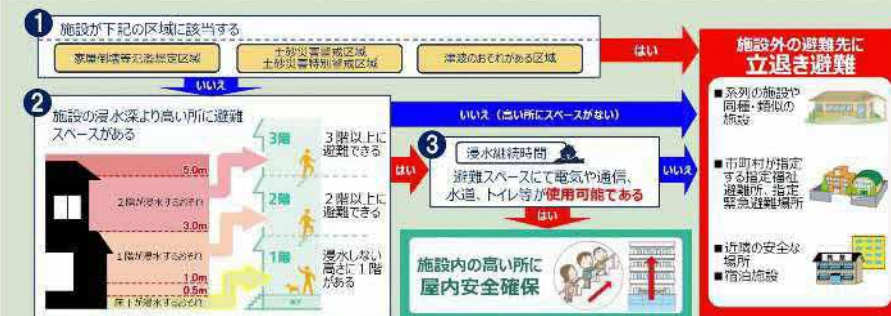 1
施設が下記の区域に該当する
家屋倒壊等氾濫想定区域
土砂災害警戒区域
土砂災害特別警戒区域
津波のおそれがある区域
はい
いいえ
2
施設の浸水深より高い所に避難
スペースがある
5.0m
2階が浸水するおそれ
3.0m
1階が浸水するおそれ
1.0m
0.5m
床下が浸水するおそれ
3階
3階以上に
避難できる
2階
2階以上に
避難できる
1階
浸水しない
高さに1階
がある
いいえ（高い所にスペースがない）
はい
3
浸水継続時間
避難スペースにて電気や通信、
水道、トイレ等が使用可能である
いいえ
はい
施設内の高い所に
屋内安全確保
施設外の避難先に
立退き避難
■系列の施設や
同種・類似の
施設
■市町村が指定
する指定福祉
避難所、指定
緊急避難場所
■近隣の安全な
場所
■宿泊施設